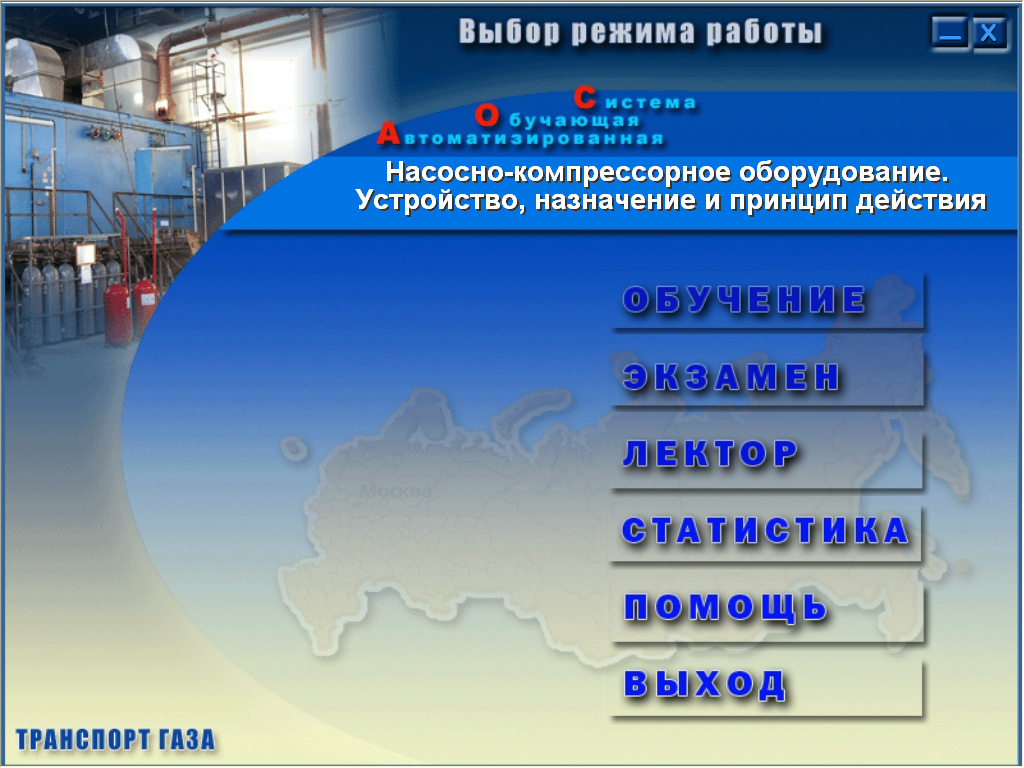 Выбор режима работы
Система
Обучающая
Автоматизированная
Насосно-компрессорное оборудование.
Устройство, назначение и принцип действия
ОБУЧЕНИЕ
ЭКЗАМЕН
ЛЕКТОР
Москва
СТАТИСТИКА
ПОМОЩЬ
ВЫХОД
ТРАНСПОРТ ГАЗА